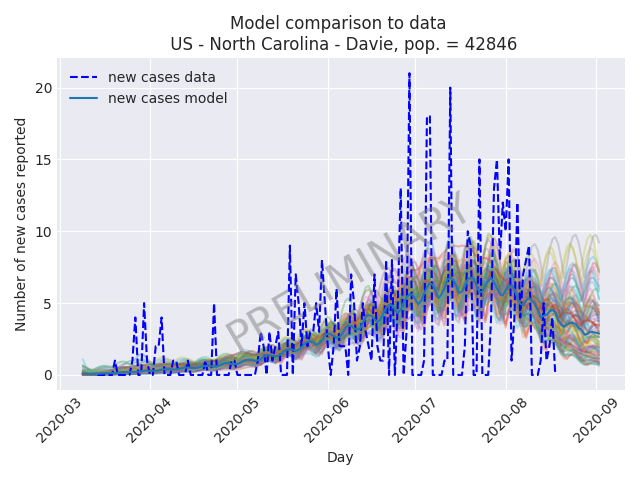 Model comparison to data
US - North Carolina - Davie, pop. = 42846
new cases data
new cases model
PRELIMINARY
Number of new cases reported
20
15
10
5
0
2020-03
2020-04
2020-05
2020-06
2020-07
2020-08
2020-09
Day